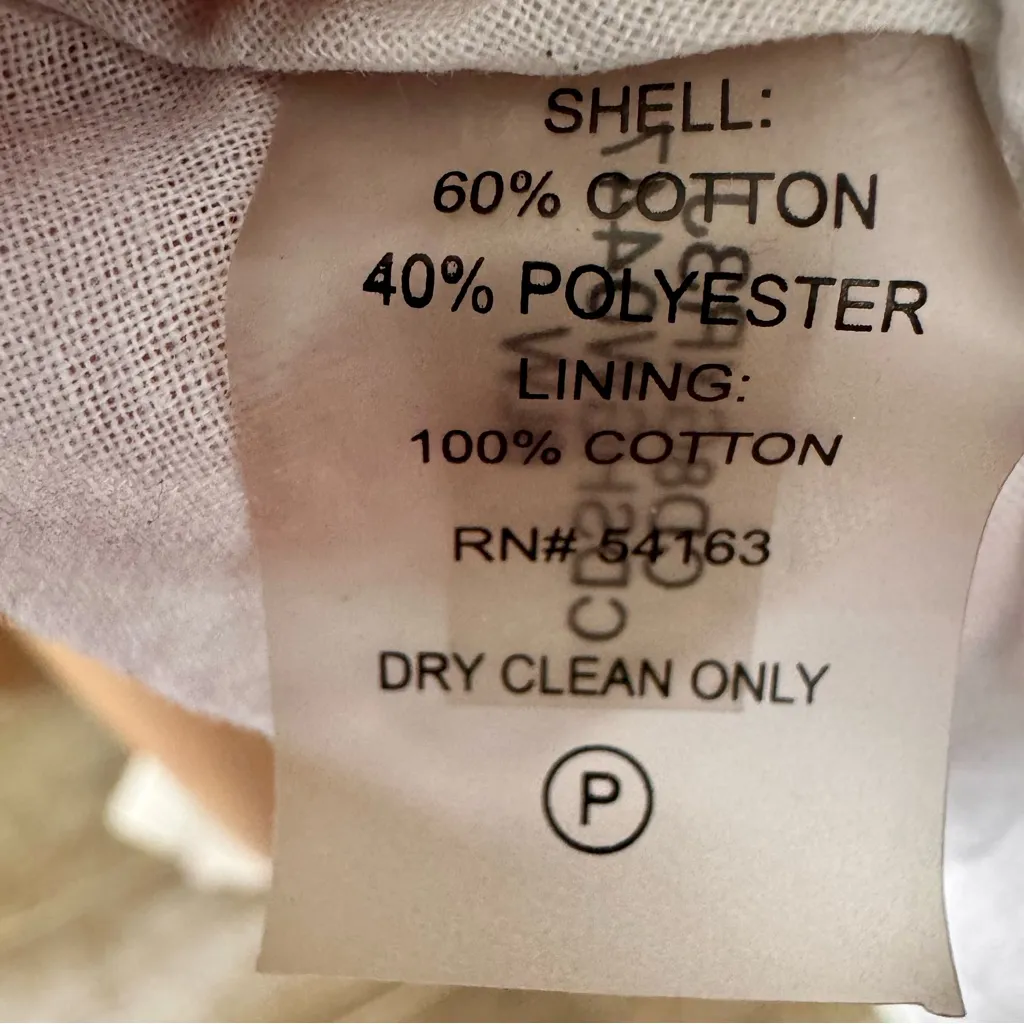 SHELL:
60% COTTON
40% POLYESTER
LINING:
100% COTTON
RN# 54163
DRY CLEAN ONLY
P